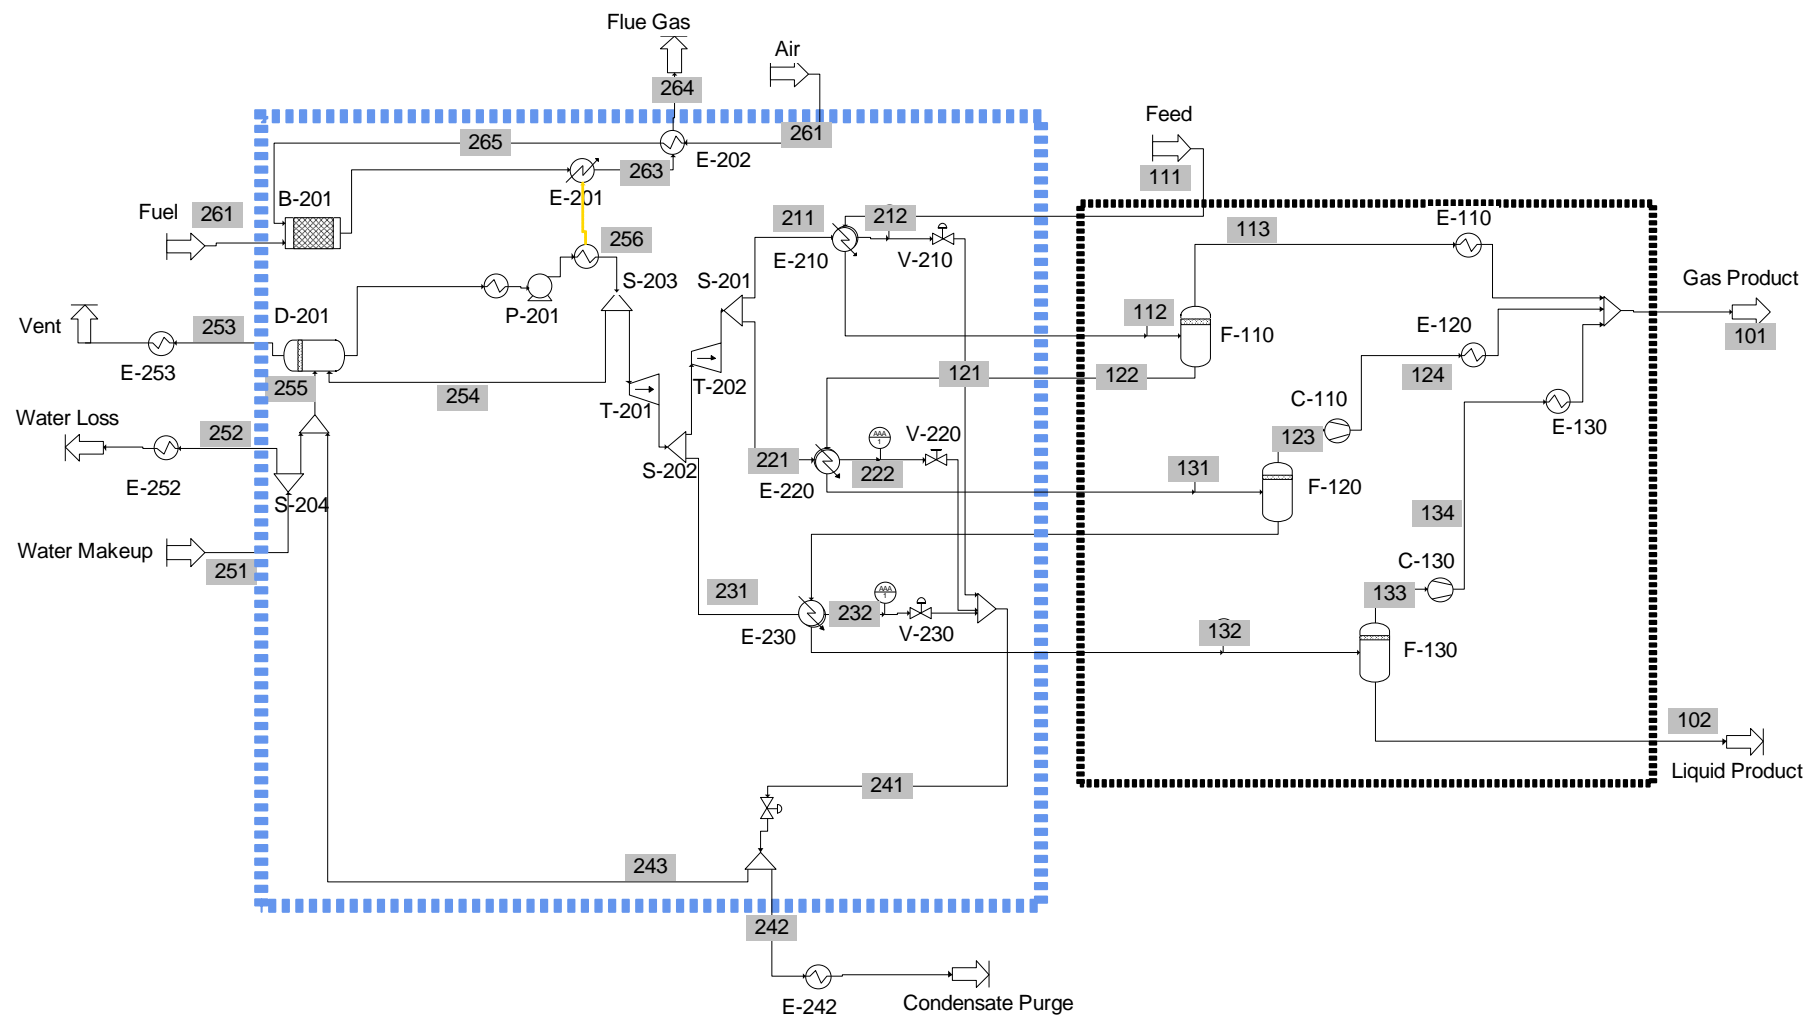 Flue Gas
Air
264
Feed
265
261
E-202
111
E-201
263
B-201
Fuel
261
211
212
E-110
256
E-210
V-210
113
S-203
S-201
Gas Product
Vent
253
D-201
P-201
112
F-110
E-120
101
E-253
T-202
121
122
124
255
254
T-201
C-110
Water Loss
252
AAA
1
V-220
123
E-130
E-252
S-202
221
222
131
S-204
E-220
F-120
134
Water Makeup
251
C-130
231
AAA
1
133
232
E-230
V-230
132
F-130
102
Liquid Product
241
243
242
E-242
Condensate Purge